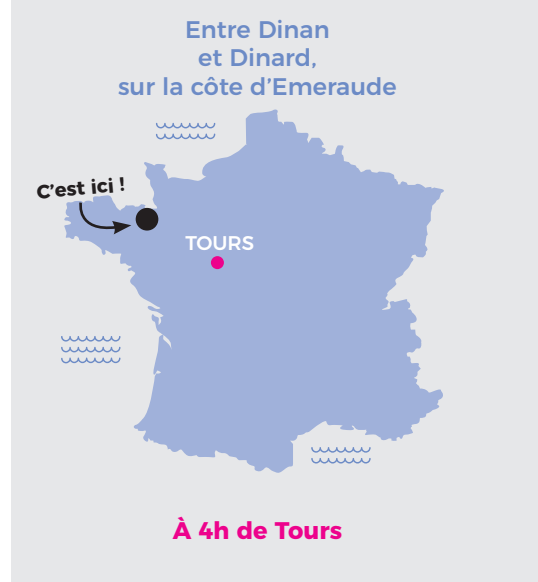 Entre Dinan
et Dinard,
sur la côte d'Emeraude
C'est ici !
TOURS
À 4h de Tours